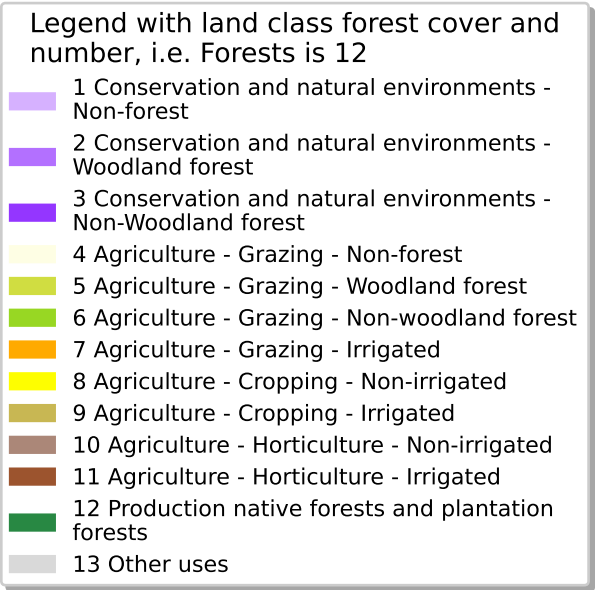 Legend with land class forest cover and
number, i.e. Forests is 12
1 Conservation and natural environments -
Non-forest
2 Conservation and natural environments -
Woodland forest
3 Conservation and natural environments -
Non-Woodland forest
4 Agriculture - Grazing - Non-forest
5 Agriculture - Grazing - Woodland forest
6 Agriculture - Grazing - Non-woodland forest
7 Agriculture - Grazing - Irrigated
8 Agriculture - Cropping - Non-irrigated
9 Agriculture - Cropping - Irrigated
10 Agriculture - Horticulture - Non-irrigated
11 Agriculture - Horticulture - Irrigated
12 Production native forests and plantation
forests
13 Other uses